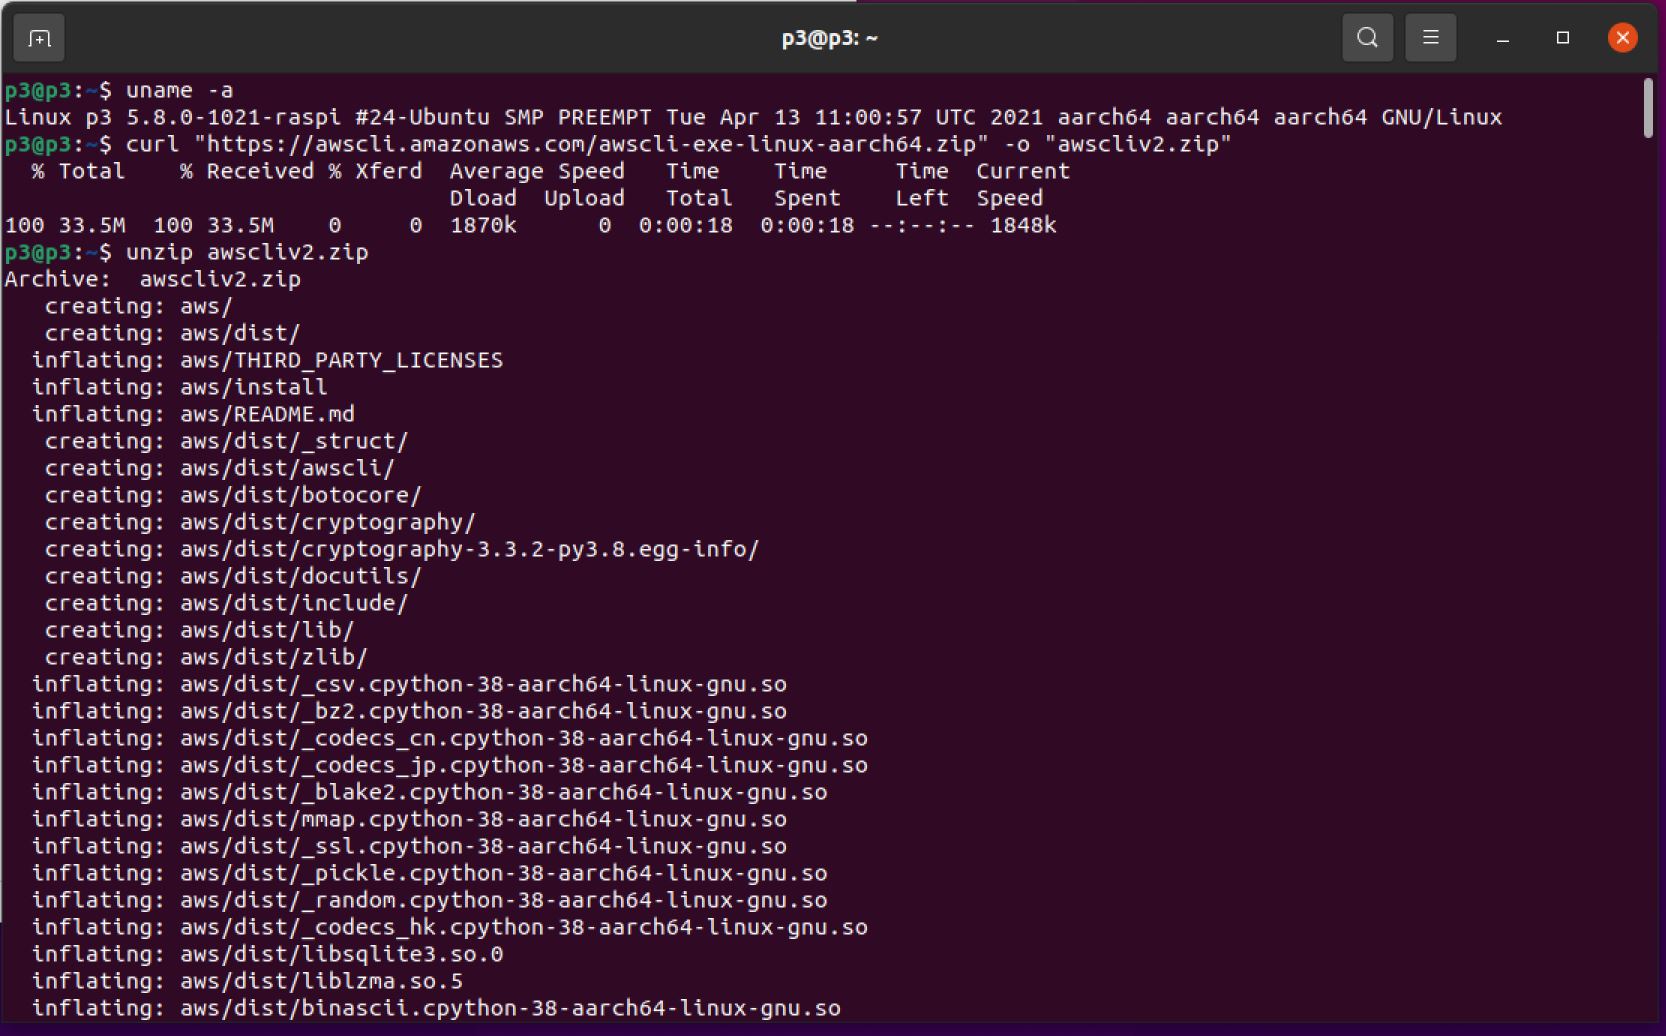 p3@p3: ~
p3@p3:~$ uname -a
Linux p3 5.8.0-1021-raspi #24-Ubuntu SMP PREEMPT Tue Apr 13 11:00:57 UTC 2021 aarch64 aarch64 aarch64 GNU/Linux
p3@p3:~$ curl "https://awscli.amazonaws.com/awscli-exe-linux-aarch64.zip" -o "awscliv2.zip"
  % Total    % Received % Xferd  Average Speed   Time    Time     Time  Current
                                 Dload  Upload   Total   Spent    Left  Speed
100 33.5M  100 33.5M    0     0  1870k      0  0:00:18  0:00:18 --:--:-- 1848k
p3@p3:~$ unzip awscliv2.zip
Archive:  awscliv2.zip
   creating: aws/
   creating: aws/dist/
  inflating: aws/THIRD_PARTY_LICENSES
  inflating: aws/install
  inflating: aws/README.md
   creating: aws/dist/_struct/
   creating: aws/dist/awscli/
   creating: aws/dist/botocore/
   creating: aws/dist/cryptography/
   creating: aws/dist/cryptography-3.3.2-py3.8.egg-info/
   creating: aws/dist/docutils/
   creating: aws/dist/include/
   creating: aws/dist/lib/
   creating: aws/dist/zlib/
  inflating: aws/dist/_csv.cpython-38-aarch64-linux-gnu.so
  inflating: aws/dist/_bz2.cpython-38-aarch64-linux-gnu.so
  inflating: aws/dist/_codecs_cn.cpython-38-aarch64-linux-gnu.so
  inflating: aws/dist/_codecs_jp.cpython-38-aarch64-linux-gnu.so
  inflating: aws/dist/_blake2.cpython-38-aarch64-linux-gnu.so
  inflating: aws/dist/mmap.cpython-38-aarch64-linux-gnu.so
  inflating: aws/dist/_ssl.cpython-38-aarch64-linux-gnu.so
  inflating: aws/dist/_pickle.cpython-38-aarch64-linux-gnu.so
  inflating: aws/dist/_random.cpython-38-aarch64-linux-gnu.so
  inflating: aws/dist/_codecs_hk.cpython-38-aarch64-linux-gnu.so
  inflating: aws/dist/libsqlite3.so.0
  inflating: aws/dist/liblzma.so.5
  inflating: aws/dist/binascii.cpython-38-aarch64-linux-gnu.so